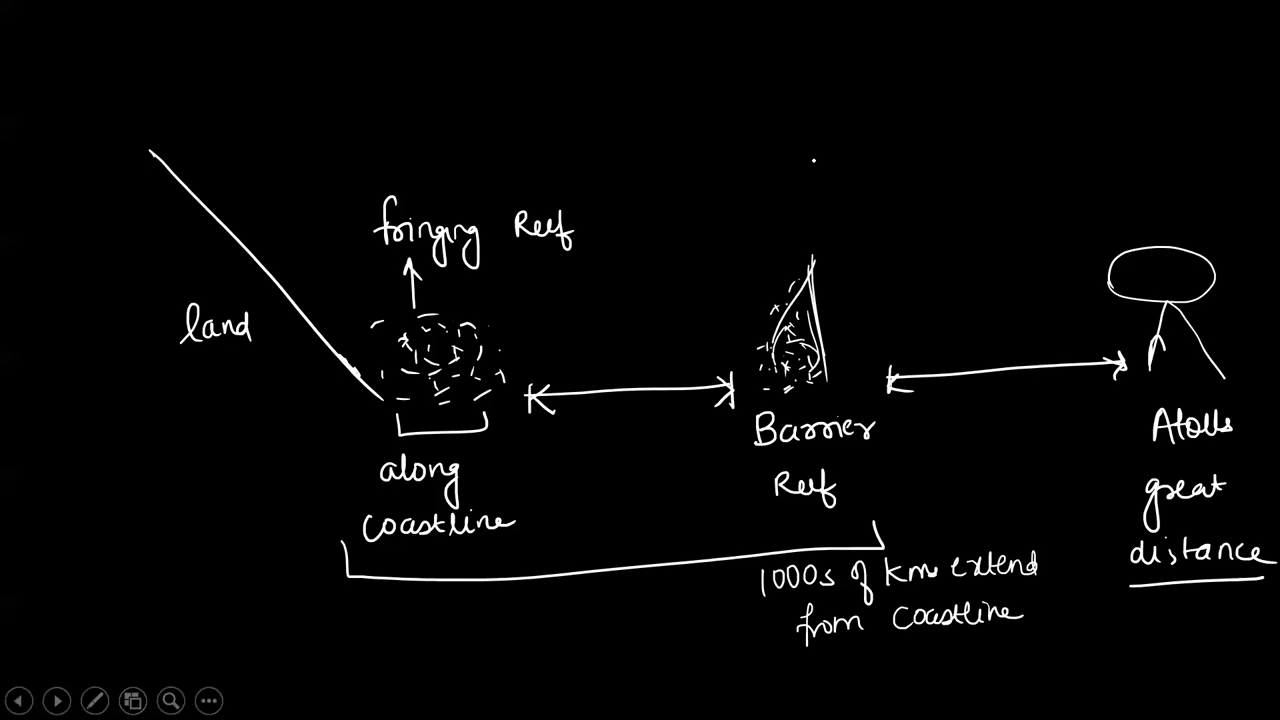 fringing Reef
land
along
coastline
Barrier
Reef
1000s of km extend
from coastline
Atolls
great
distance